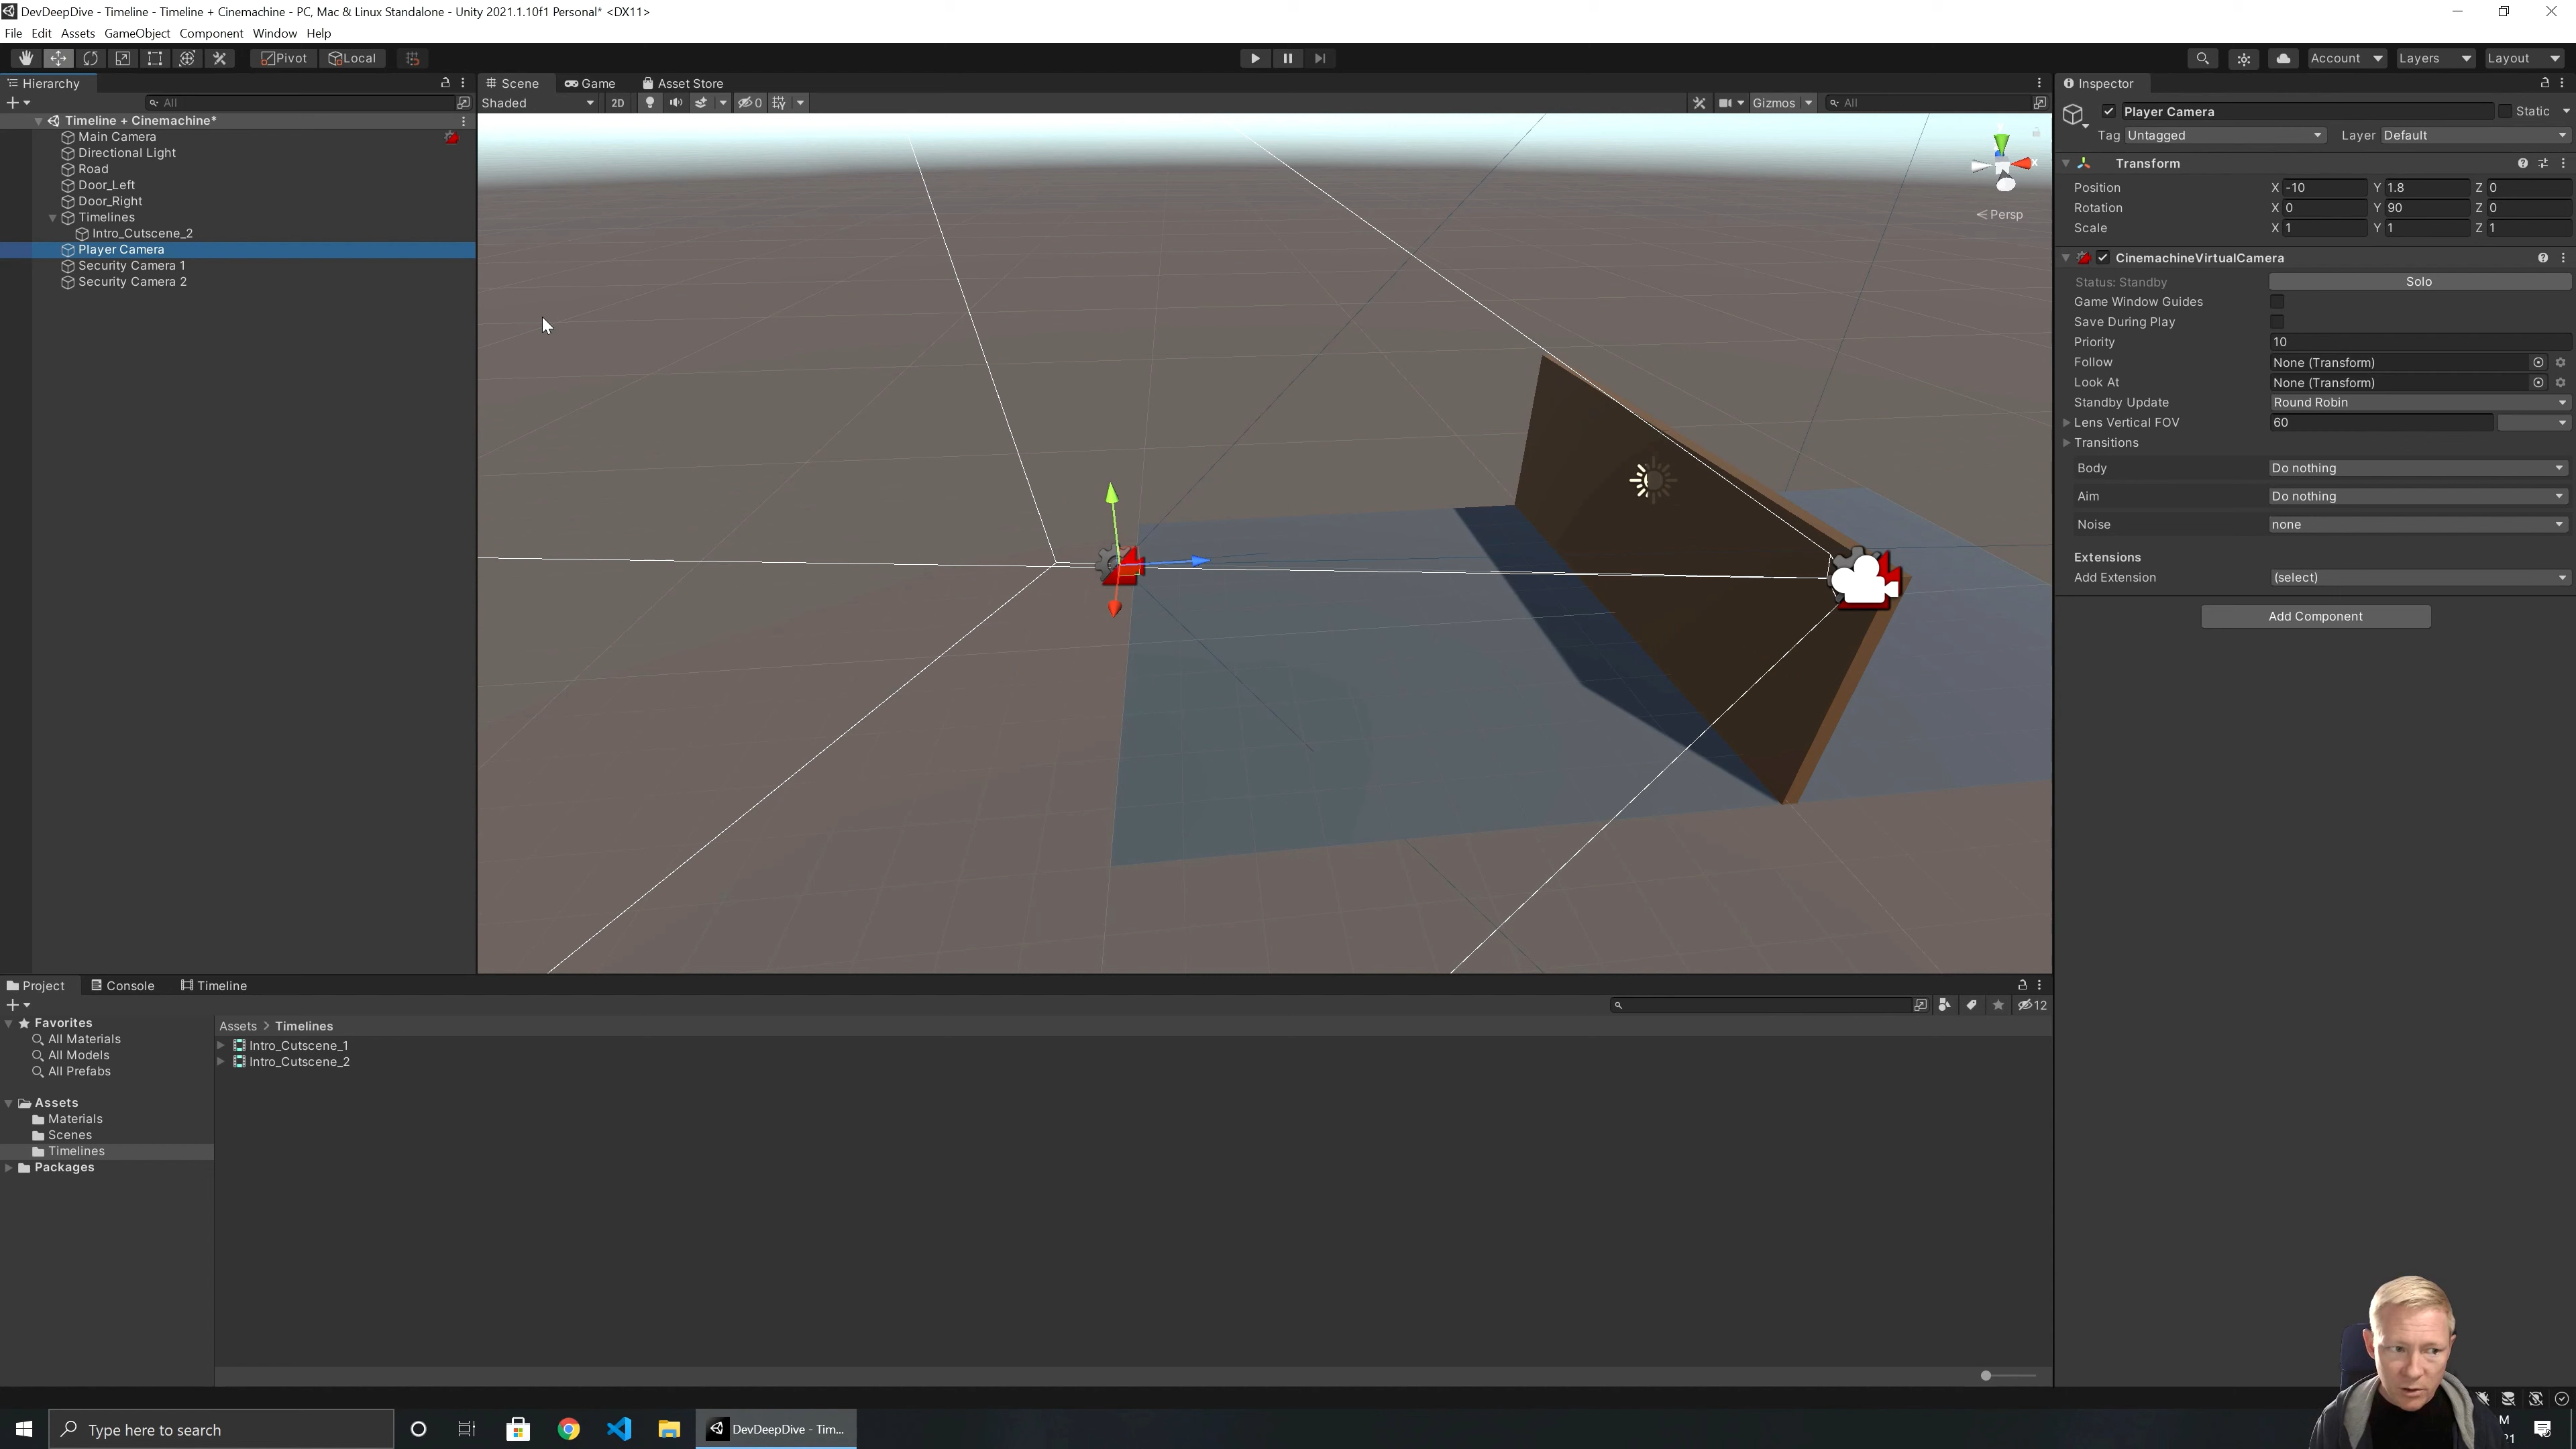 DevDeepDive - Timeline - Timeline + Cinemachine - PC, Mac & Linux Standalone - Unity 2021.1.10f1 Personal* <DX11>
File Edit Assets GameObject Component Window Help
Pivot Local Account Layers Layout
Hierarchy Scene Game Asset Store Inspector
All Shaded 2D 0 Gizmos All
Timeline + Cinemachine*
Main Camera
Directional Light
Road
Door_Left
Door_Right
Timelines
Intro_Cutscene_2
Player Camera
Security Camera 1
Security Camera 2
x
Persp
Player Camera Static
Tag Untagged Layer Default
Transform
Position X -10 Y 1.8 Z 0
Rotation X 0 Y 90 Z 0
Scale X 1 Y 1 Z 1
CinemachineVirtualCamera
Status: Standby Solo
Game Window Guides
Save During Play
Priority 10
Follow None (Transform)
Look At None (Transform)
Standby Update Round Robin
Lens Vertical FOV 60
Transitions
Body Do nothing
Aim Do nothing
Noise none
Extensions
Add Extension (select)
Add Component
Project Console Timeline
12
Favorites
All Materials
All Models
All Prefabs
Assets
Materials
Scenes
Timelines
Packages
Assets > Timelines
Intro_Cutscene_1
Intro_Cutscene_2
Type here to search
DevDeepDive - Tim...